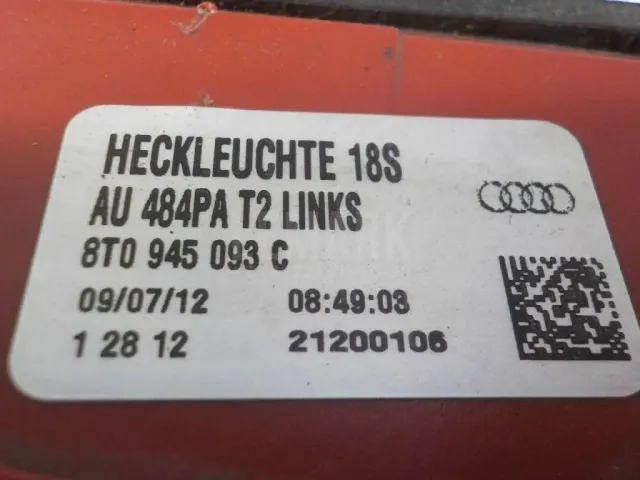 HECKLEUCHTE 18S
AU 484PA T2 LINKS
8T0 945 093 C
09/07/12 08:49:03
1 28 12 21200106